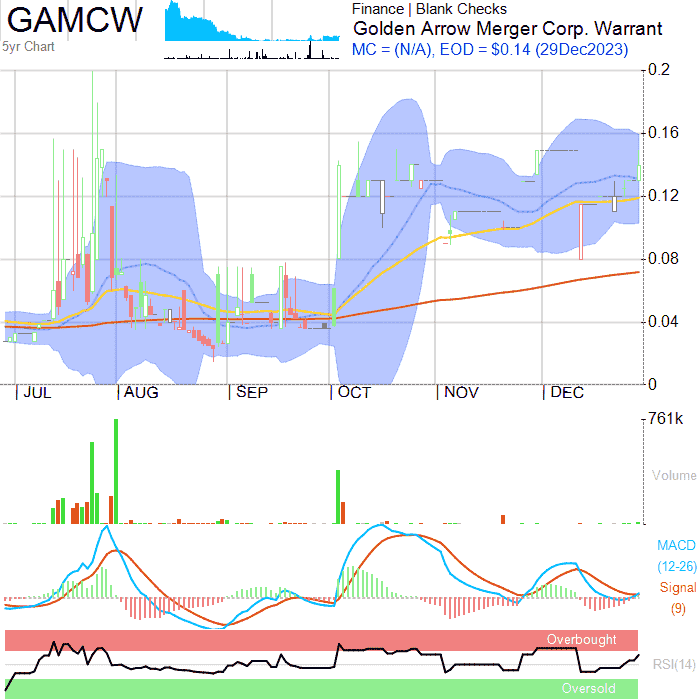 GAMCW
5yr Chart
Finance | Blank Checks
Golden Arrow Merger Corp. Warrant
MC = (N/A), EOD = $0.14 (29Dec2023)
0.2
0.16
0.12
0.08
0.04
0
| JUL | AUG | SEP | OCT | NOV | DEC
761k
Volume
MACD
(12-26)
Signal
(9)
Overbought
RSI(14)
Oversold